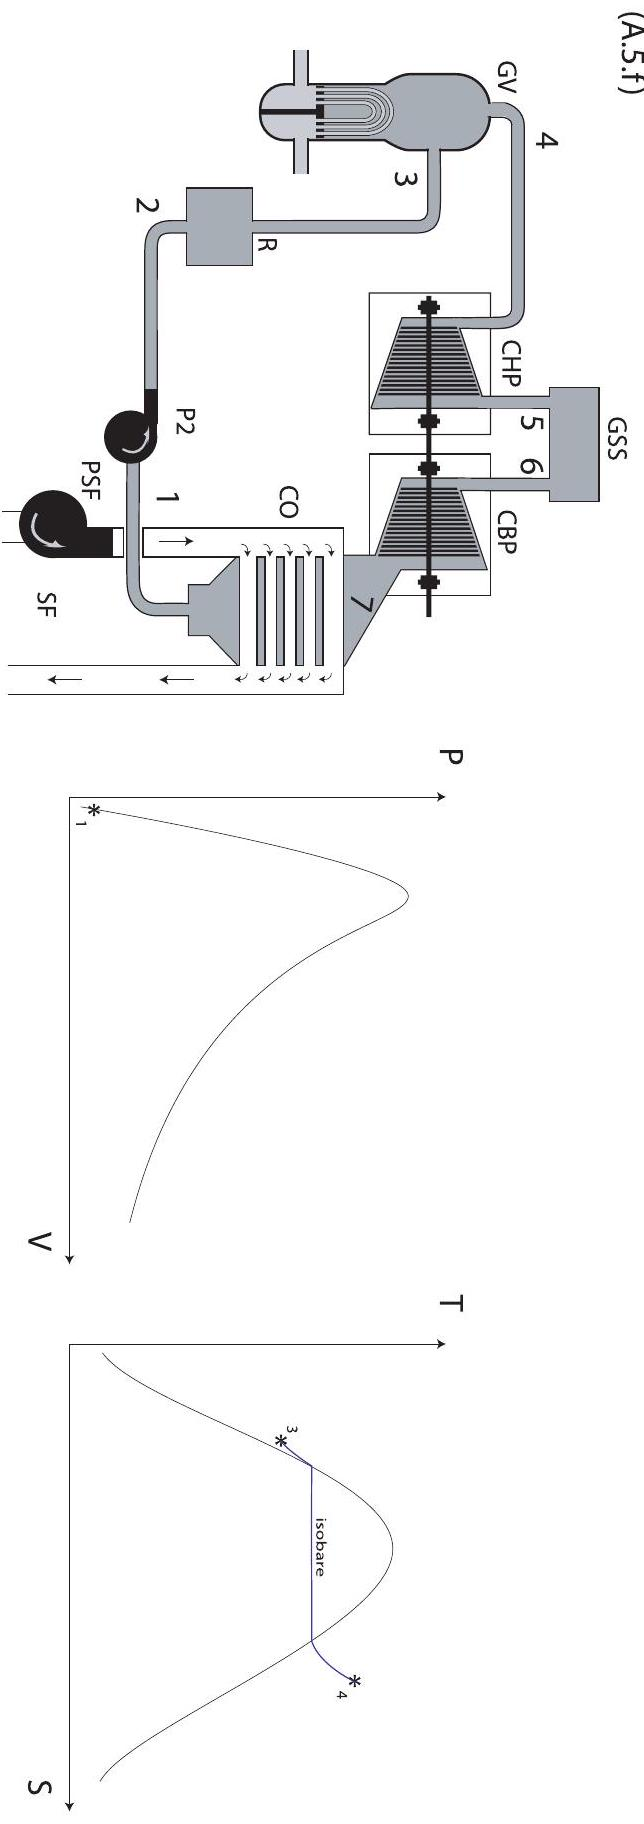 (A.5.f)
GV
4
3
2
R
CHP
GSS
5
6
CBP
P2
1
PSF
SF
CO
7
P
*1
V
T
*3
isobare
*4
S